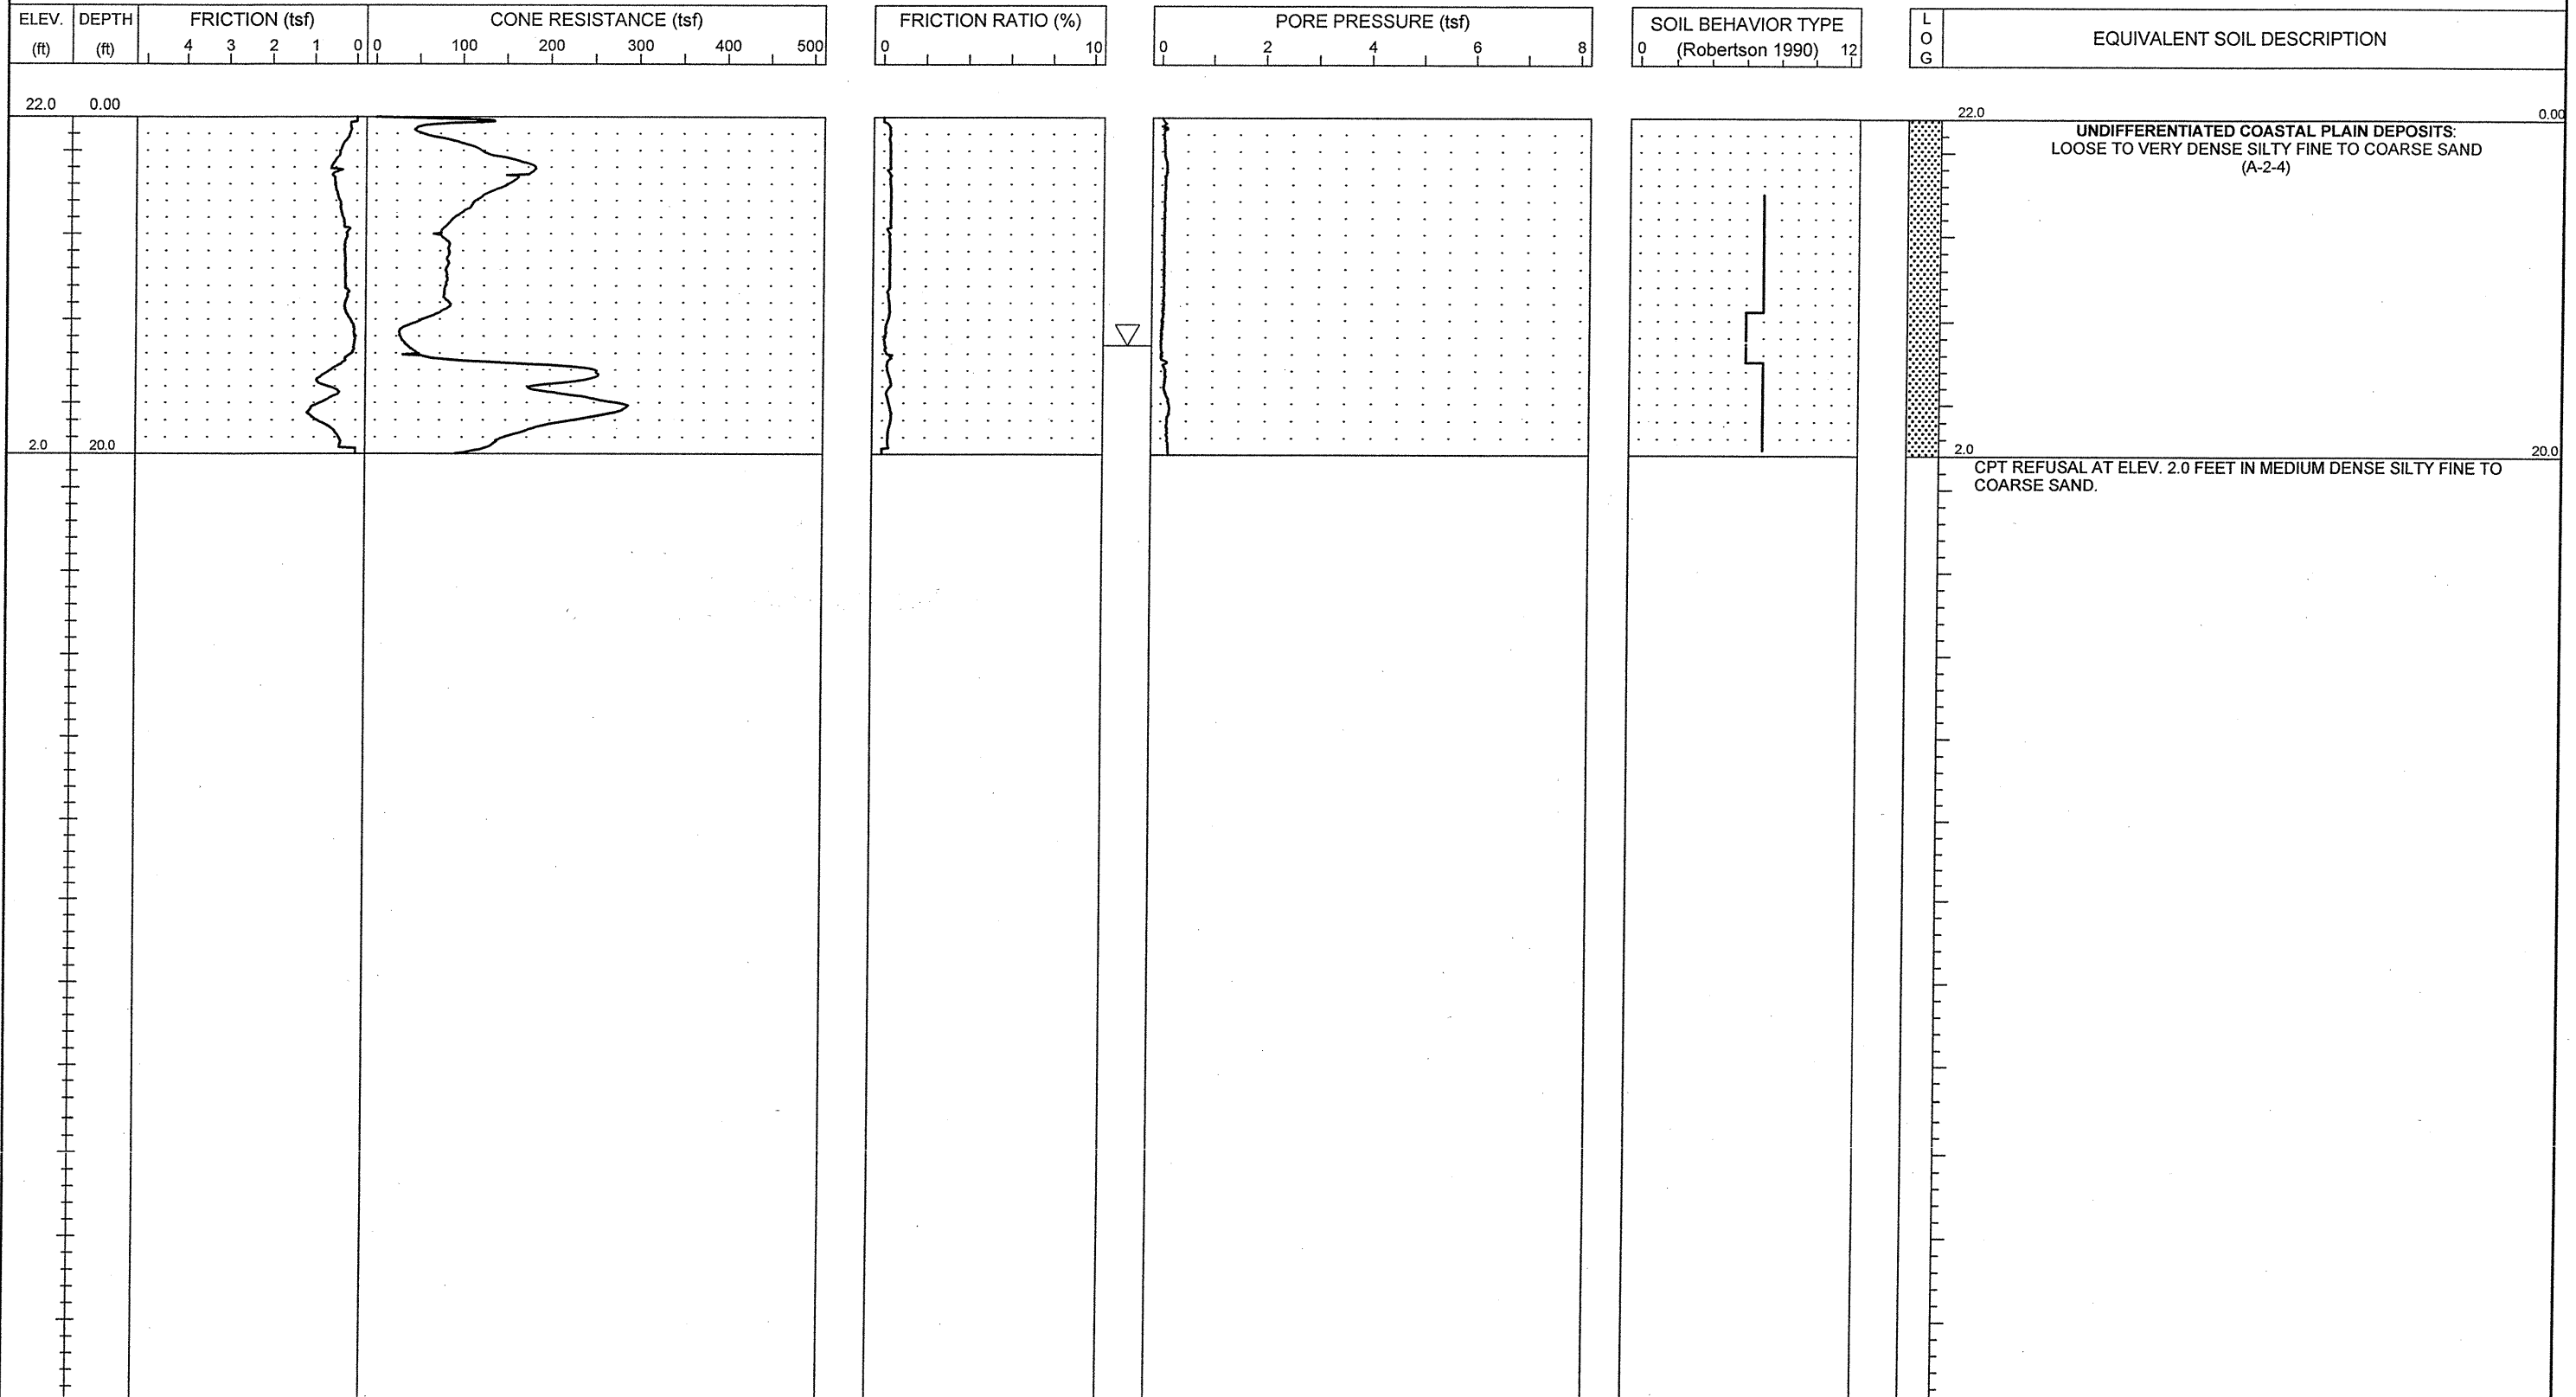 ELEV. DEPTH FRICTION (tsf) CONE RESISTANCE (tsf) FRICTION RATIO (%) PORE PRESSURE (tsf) SOIL BEHAVIOR TYPE LOG EQUIVALENT SOIL DESCRIPTION
(ft) (ft) 4 3 2 1 0 0 100 200 300 400 500 0 10 0 2 4 6 8 0 (Robertson 1990) 12
22.0 0.00 22.0 0.00
UNDIFFERENTIATED COASTAL PLAIN DEPOSITS:
LOOSE TO VERY DENSE SILTY FINE TO COARSE SAND
(A-2-4)
2.0 20.0 2.0 20.0
CPT REFUSAL AT ELEV. 2.0 FEET IN MEDIUM DENSE SILTY FINE TO
COARSE SAND.